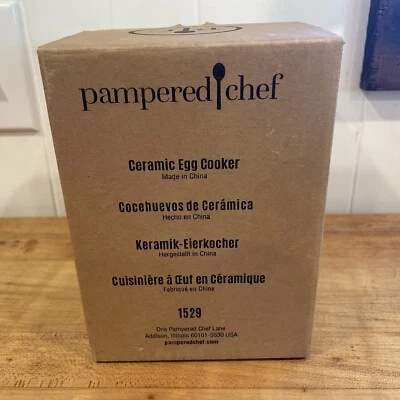 pampered chef
Ceramic Egg Cooker
Made in China
Cocehuevos de Cerámica
Hecho en China
Keramik-Eierkocher
Hergestellt in China
Cuisinière à Œuf en Céramique
Fabriqué en Chine
1529
One Pampered Chef Lane
Addison, Illinois 60101-5630 USA
pamperedchef.com